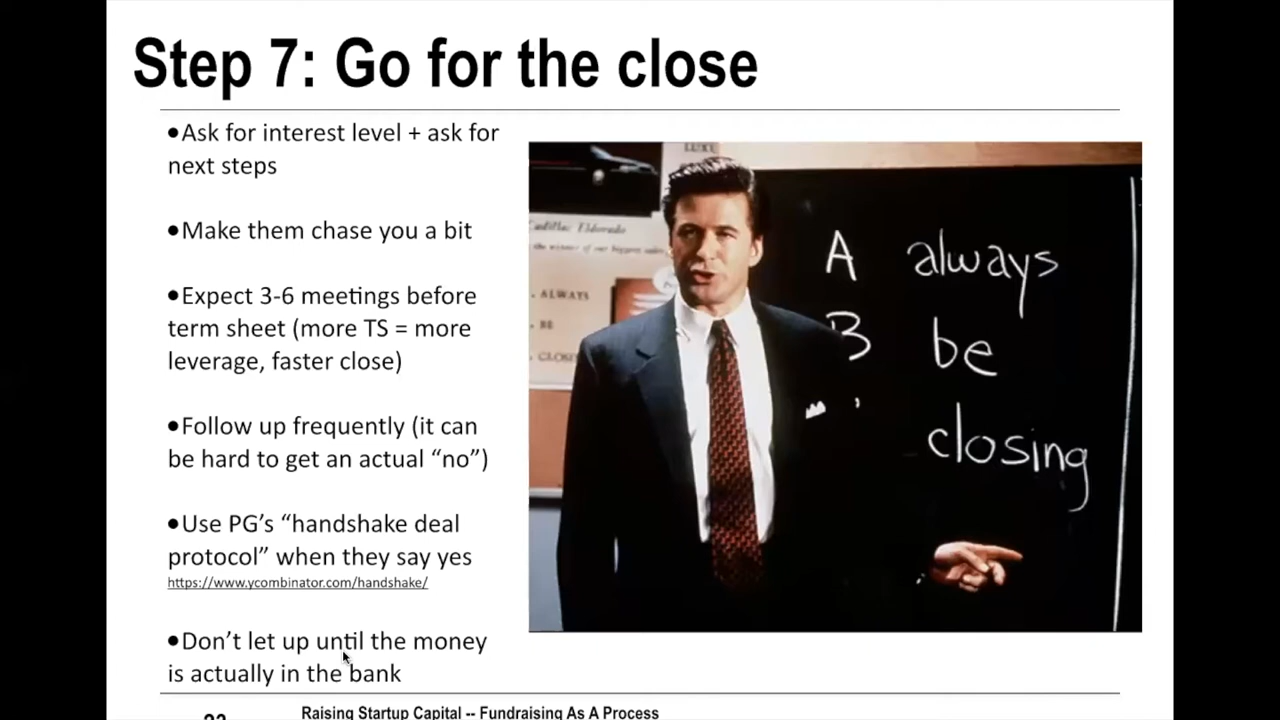 Step 7: Go for the close
•Ask for interest level + ask for
next steps
•Make them chase you a bit
•Expect 3-6 meetings before
term sheet (more TS = more
leverage, faster close)
•Follow up frequently (it can
be hard to get an actual “no”)
•Use PG’s “handshake deal
protocol” when they say yes
https://www.ycombinator.com/handshake/
•Don’t let up until the money
is actually in the bank
LUXE
Cadillac Eldorado
. ALWAYS
. BE
. CLOSI
A always
B be
closing
Raising Startup Capital -- Fundraising As A Process